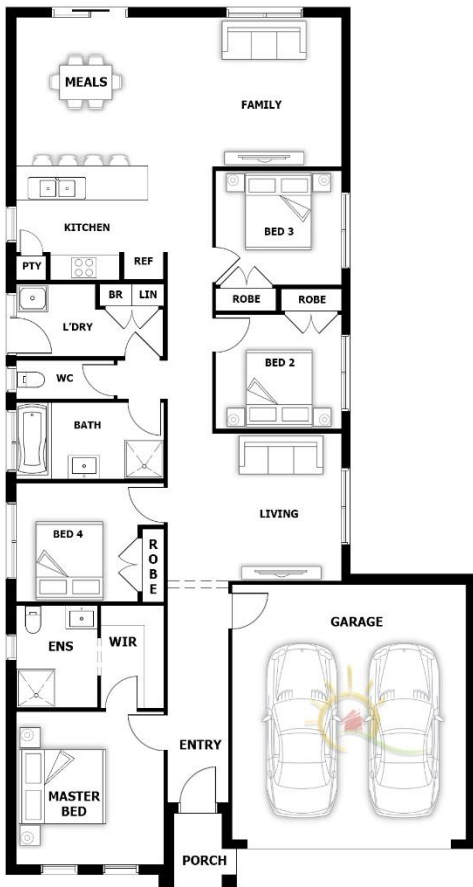 MEALS
FAMILY
KITCHEN
BED 3
PTY
REF
BR
LIN
ROBE
ROBE
L'DRY
WC
BED 2
BATH
LIVING
BED 4
ROBE
ENS
WIR
GARAGE
ENTRY
MASTER
BED
PORCH